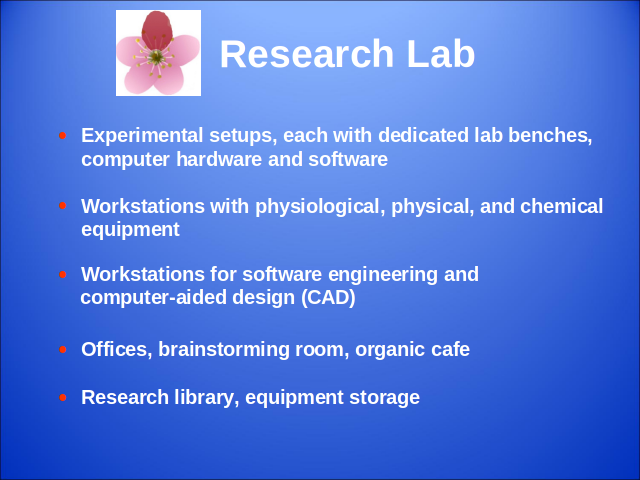 Research Lab
Experimental setups, each with dedicated lab benches,
computer hardware and software
Workstations with physiological, physical, and chemical
equipment
Workstations for software engineering and
computer-aided design (CAD)
Offices, brainstorming room, organic cafe
Research library, equipment storage